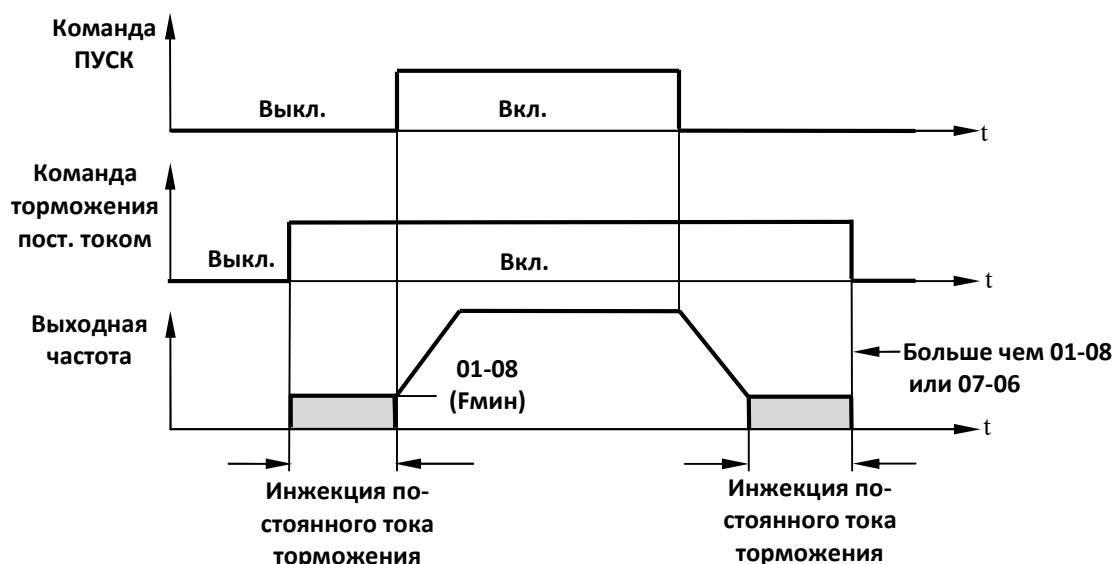 Команда
ПУСК
Выкл.
Вкл.
t
Команда
торможения
пост. током
Выкл.
Вкл.
t
Выходная
частота
01-08
(Fмин)
Больше чем 01-08
или 07-06
t
Инжекция по-
стоянного тока
торможения
Инжекция по-
стоянного тока
торможения